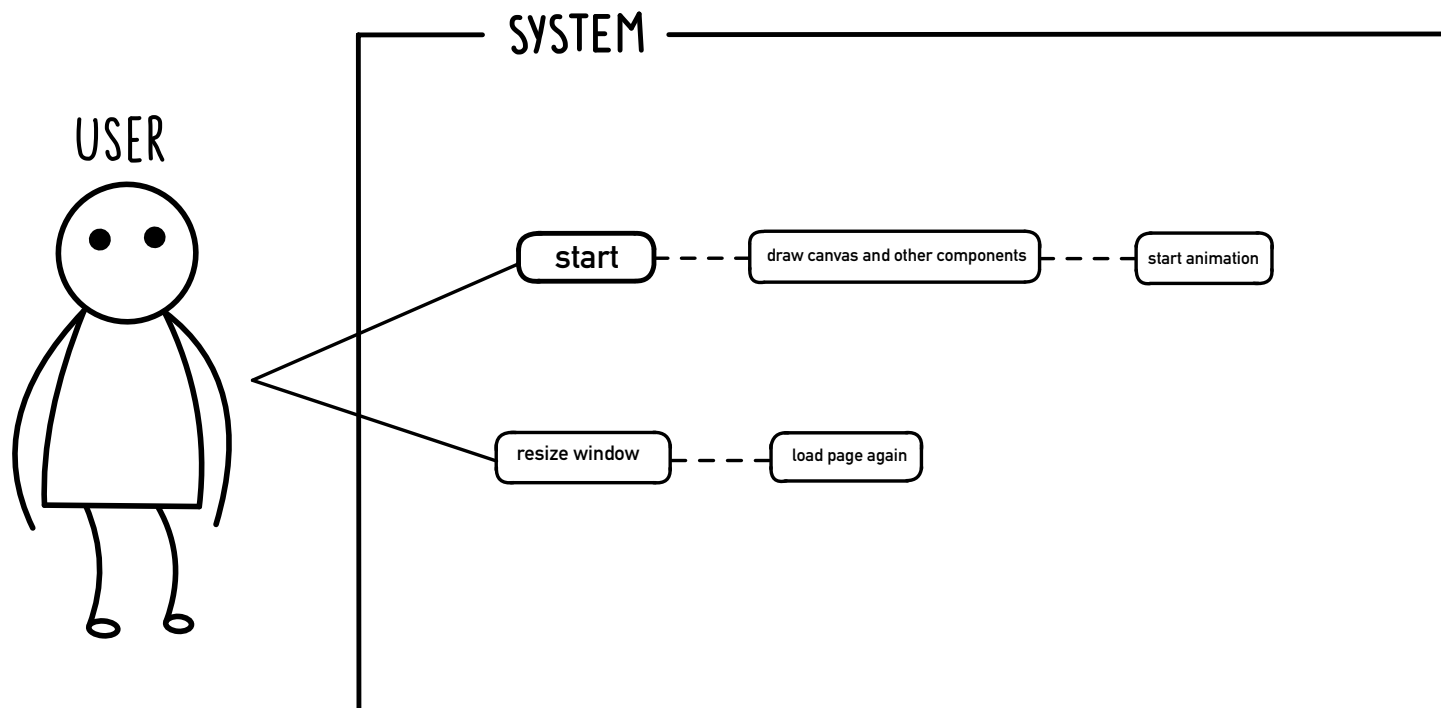 SYSTEM
USER
start
draw canvas and other components
start animation
resize window
load page again